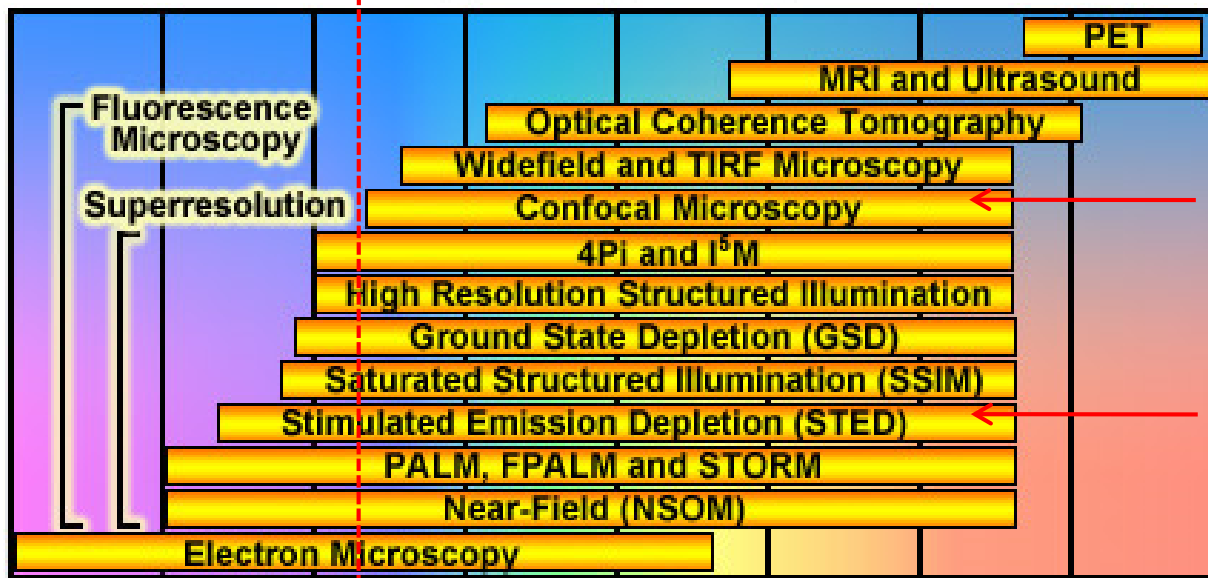 PET
MRI and Ultrasound
Fluorescence
Microscopy
Optical Coherence Tomography
Widefield and TIRF Microscopy
Superresolution
Confocal Microscopy
4Pi and I⁵M
High Resolution Structured Illumination
Ground State Depletion (GSD)
Saturated Structured Illumination (SSIM)
Stimulated Emission Depletion (STED)
PALM, FPALM and STORM
Near-Field (NSOM)
Electron Microscopy